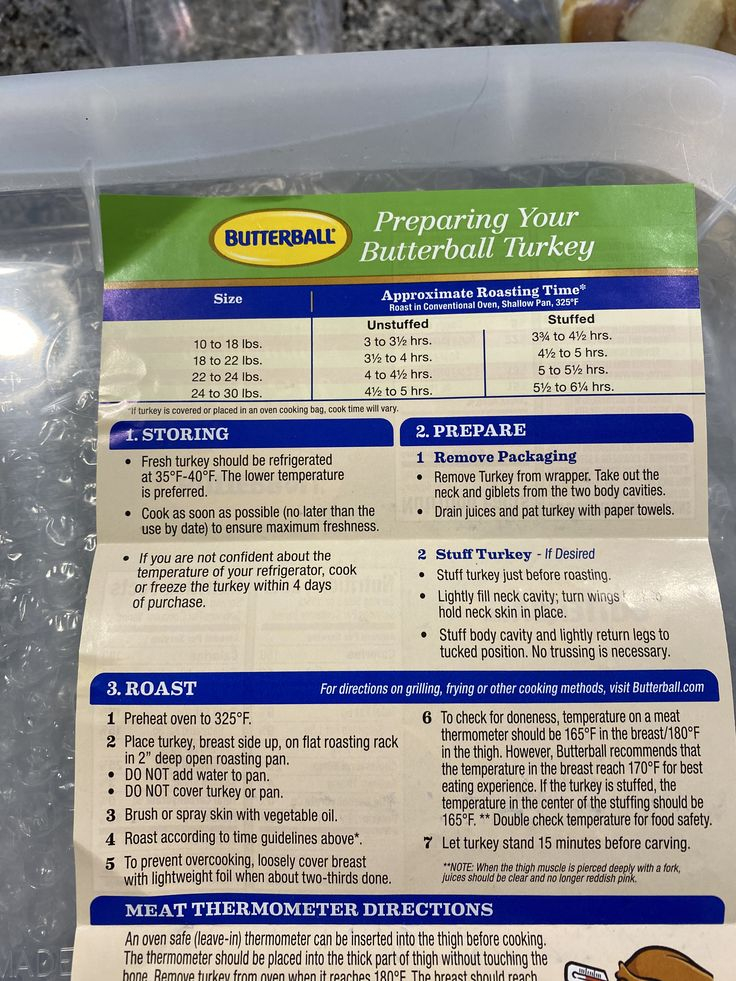 BUTTERBALL®
Preparing Your
Butterball Turkey
Size
Approximate Roasting Time*
Roast in Conventional Oven, Shallow Pan, 325°F
Unstuffed Stuffed
10 to 18 lbs. 3 to 3½ hrs. 3¾ to 4½ hrs.
18 to 22 lbs. 3½ to 4 hrs. 4½ to 5 hrs.
22 to 24 lbs. 4 to 4½ hrs. 5 to 5½ hrs.
24 to 30 lbs. 4½ to 5 hrs. 5½ to 6¼ hrs.
*If turkey is covered or placed in an oven cooking bag, cook time will vary.
1. STORING
• Fresh turkey should be refrigerated
at 35°F-40°F. The lower temperature
is preferred.
• Cook as soon as possible (no later than the
use by date) to ensure maximum freshness.
• If you are not confident about the
temperature of your refrigerator, cook
or freeze the turkey within 4 days
of purchase.
2. PREPARE
1 Remove Packaging
• Remove Turkey from wrapper. Take out the
neck and giblets from the two body cavities.
• Drain juices and pat turkey with paper towels.
2 Stuff Turkey - If Desired
• Stuff turkey just before roasting.
• Lightly fill neck cavity; turn wings
hold neck skin in place.
• Stuff body cavity and lightly return legs to
tucked position. No trussing is necessary.
3. ROAST
For directions on grilling, frying or other cooking methods, visit Butterball.com
1 Preheat oven to 325°F.
2 Place turkey, breast side up, on flat roasting rack
in 2” deep open roasting pan.
• DO NOT add water to pan.
• DO NOT cover turkey or pan.
3 Brush or spray skin with vegetable oil.
4 Roast according to time guidelines above*.
5 To prevent overcooking, loosely cover breast
with lightweight foil when about two-thirds done.
6 To check for doneness, temperature on a meat
thermometer should be 165°F in the breast/180°F
in the thigh. However, Butterball recommends that
the temperature in the breast reach 170°F for best
eating experience. If the turkey is stuffed, the
temperature in the center of the stuffing should be
165°F. ** Double check temperature for food safety.
7 Let turkey stand 15 minutes before carving.
**NOTE: When the thigh muscle is pierced deeply with a fork,
juices should be clear and no longer reddish pink.
MEAT THERMOMETER DIRECTIONS
An oven safe (leave-in) thermometer can be inserted into the thigh before cooking.
The thermometer should be placed into the thick part of thigh without touching the
bone. Remove turkey from oven when it reaches 180°F. The breast should reach
MADE